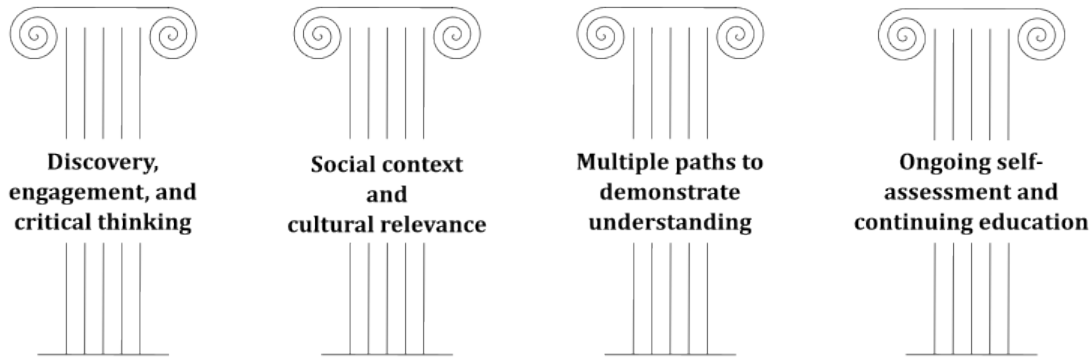 Discovery,
engagement, and
critical thinking
Social context
and
cultural relevance
Multiple paths to
demonstrate
understanding
Ongoing self-
assessment and
continuing education